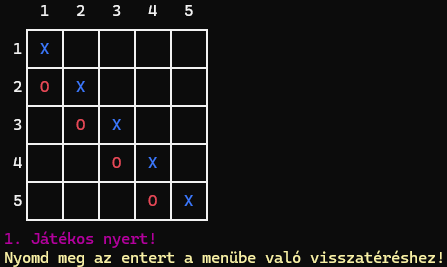 1 2 3 4 5
1 X
2 O X
3 O X
4 O X
5 O X
1. Játékos nyert!
Nyomd meg az entert a menübe való visszatéréshez!